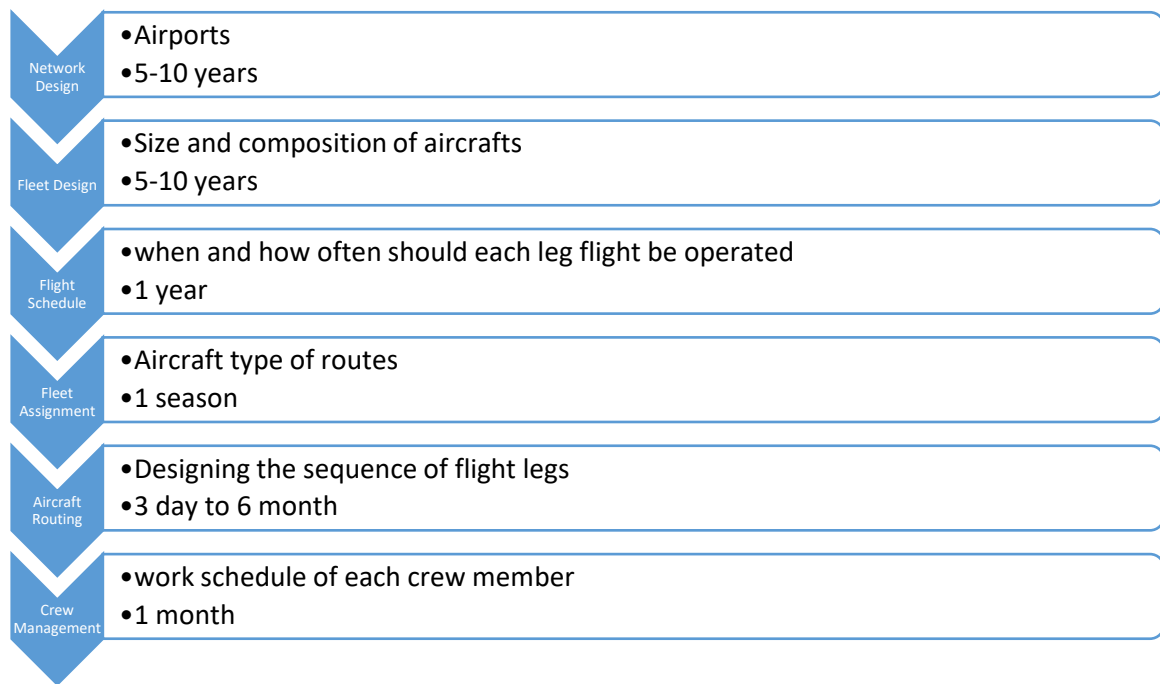 Network
Design
•Airports
•5-10 years
Fleet Design
•Size and composition of aircrafts
•5-10 years
Flight
Schedule
•when and how often should each leg flight be operated
•1 year
Fleet
Assignment
•Aircraft type of routes
•1 season
Aircraft
Routing
•Designing the sequence of flight legs
•3 day to 6 month
Crew
Management
•work schedule of each crew member
•1 month